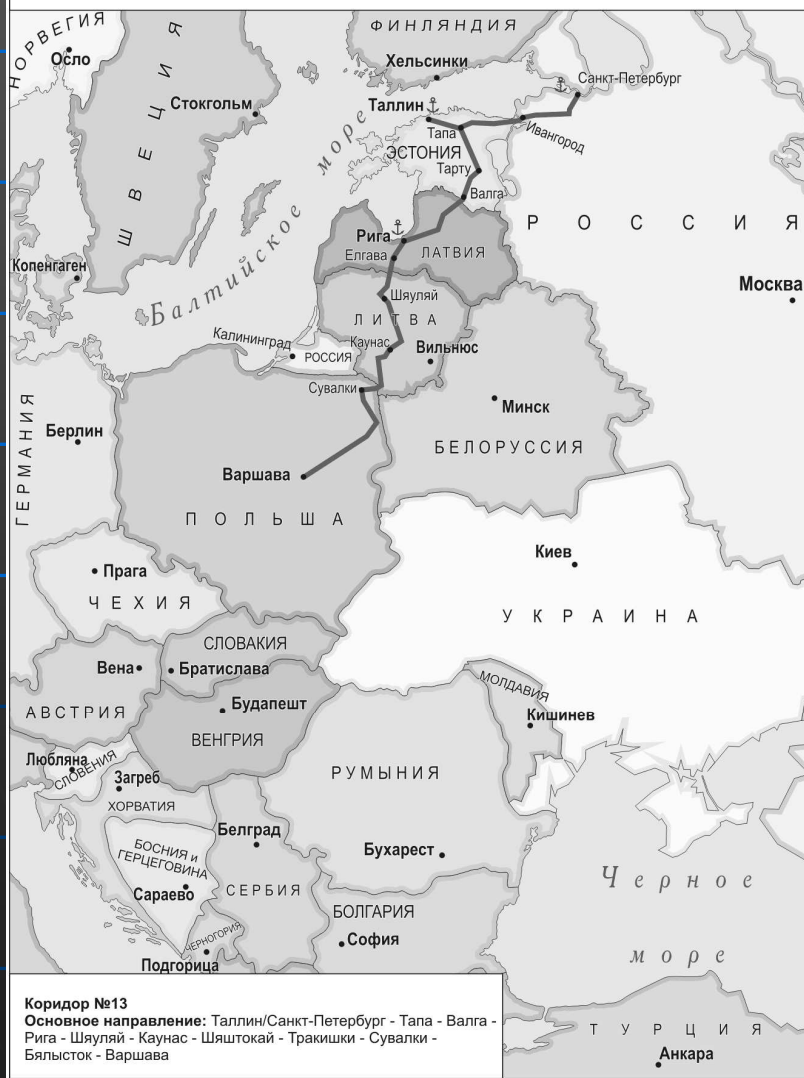 НОРВЕГИЯ
ФИНЛЯНДИЯ
Осло
Хельсинки
Санкт-Петербург
Стокгольм
Таллин
ШВЕЦИЯ
Тапа
Ивангород
ЭСТОНИЯ
Тарту
Валга
Балтийское море
РОССИЯ
Рига
Елгава
ЛАТВИЯ
Копенгаген
Москва
Шяуляй
ЛИТВА
Калининград
РОССИЯ
Каунас
Вильнюс
Сувалки
Минск
ГЕРМАНИЯ
Берлин
БЕЛОРУССИЯ
Варшава
ПОЛЬША
Киев
Прага
ЧЕХИЯ
УКРАИНА
СЛОВАКИЯ
Вена
Братислава
МОЛДАВИЯ
АВСТРИЯ
Будапешт
Кишинев
ВЕНГРИЯ
Любляна
СЛОВЕНИЯ
Загреб
РУМЫНИЯ
ХОРВАТИЯ
Белград
БОСНИЯ и
ГЕРЦЕГОВИНА
Бухарест
Сараево
СЕРБИЯ
Черное
море
БОЛГАРИЯ
ЧЕРНОГОРИЯ
София
Подгорица
ТУРЦИЯ
Анкара
Коридор №13
Основное направление: Таллин/Санкт-Петербург - Тапа - Валга -
Рига - Шяуляй - Каунас - Шяштокай - Тракишки - Сувалки -
Бялысток - Варшава